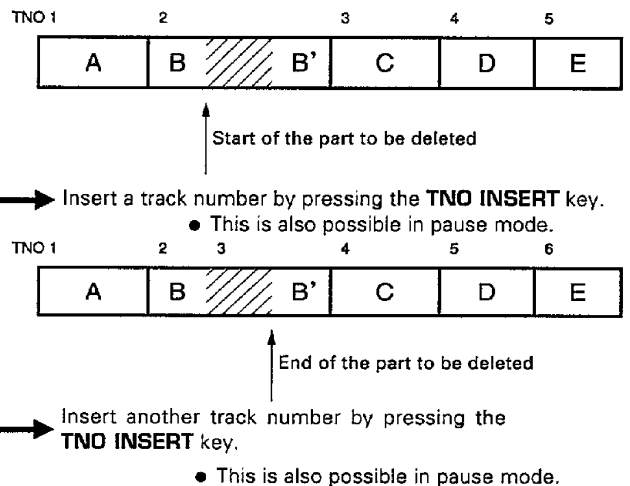 TNO 1 2 3 4 5
A B B' C D E
Start of the part to be deleted
Insert a track number by pressing the TNO INSERT key.
● This is also possible in pause mode.
TNO 1 2 3 4 5 6
A B B' C D E
End of the part to be deleted
Insert another track number by pressing the
TNO INSERT key.
● This is also possible in pause mode.